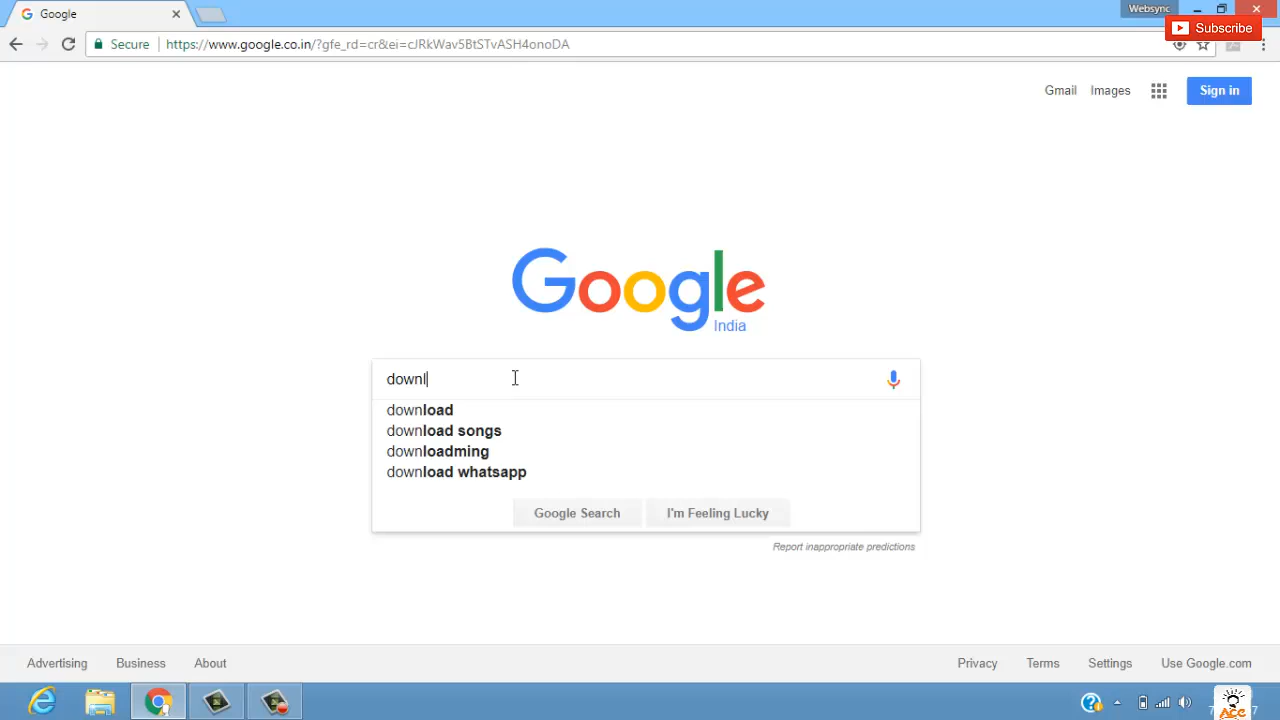 Google
Websync
Subscribe
Secure
https://www.google.co.in/?gfe_rd=cr&ei=cJRkWav5BtSTvASH4onoDA
Gmail Images Sign in
Google
India
downl
download
download songs
downloadming
download whatsapp
Google Search I'm Feeling Lucky
Report inappropriate predictions
Advertising Business About Privacy Terms Settings Use Google.com
Acc